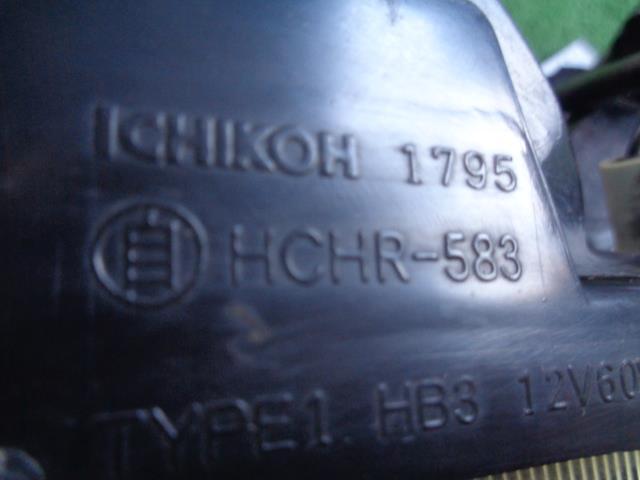 ICHIKOH 1795
HCHR-583
TYPE1. HB3 12V60